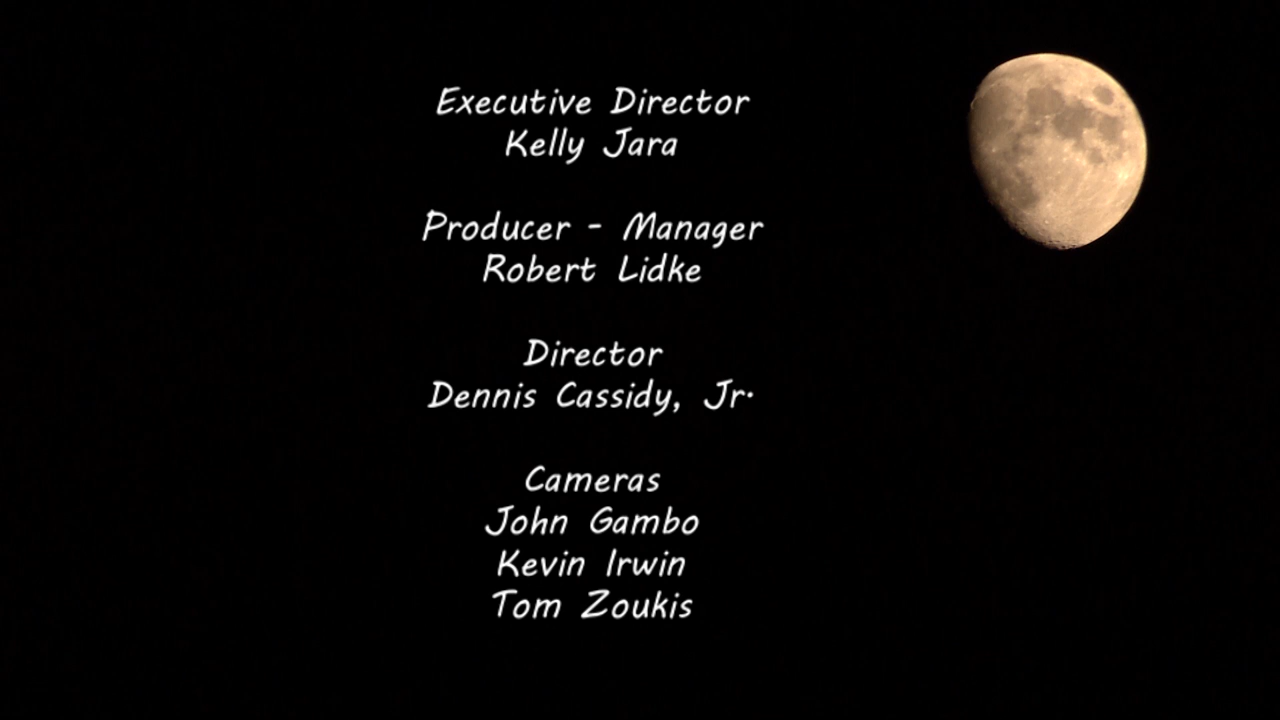 Executive Director
Kelly Jara
Producer - Manager
Robert Lidke
Director
Dennis Cassidy, Jr.
Cameras
John Gambo
Kevin Irwin
Tom Zoukis